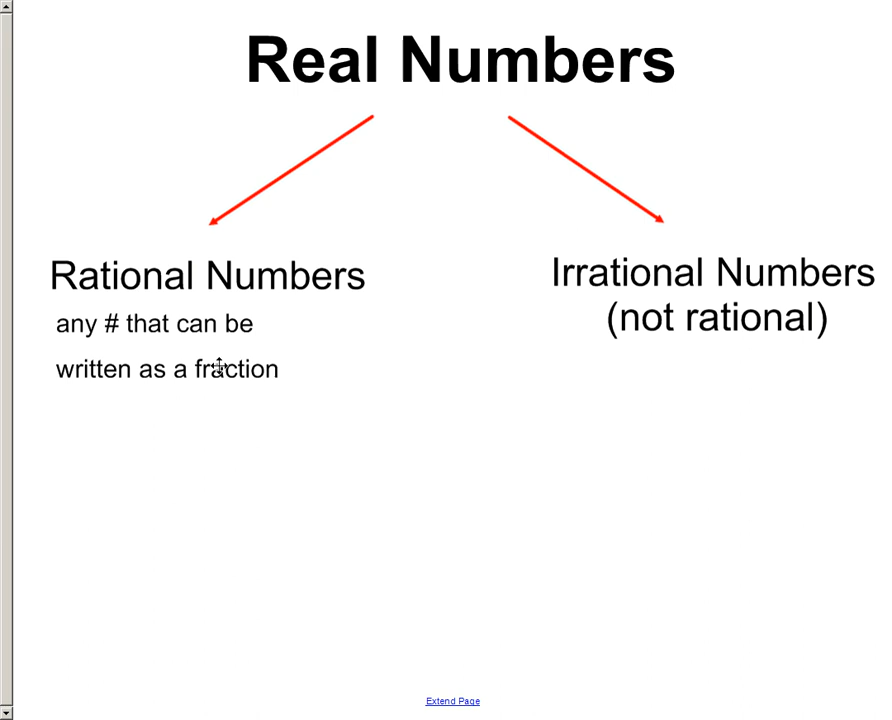 Real Numbers
Rational Numbers
any # that can be
written as a fraction
Irrational Numbers
(not rational)
Extend Page